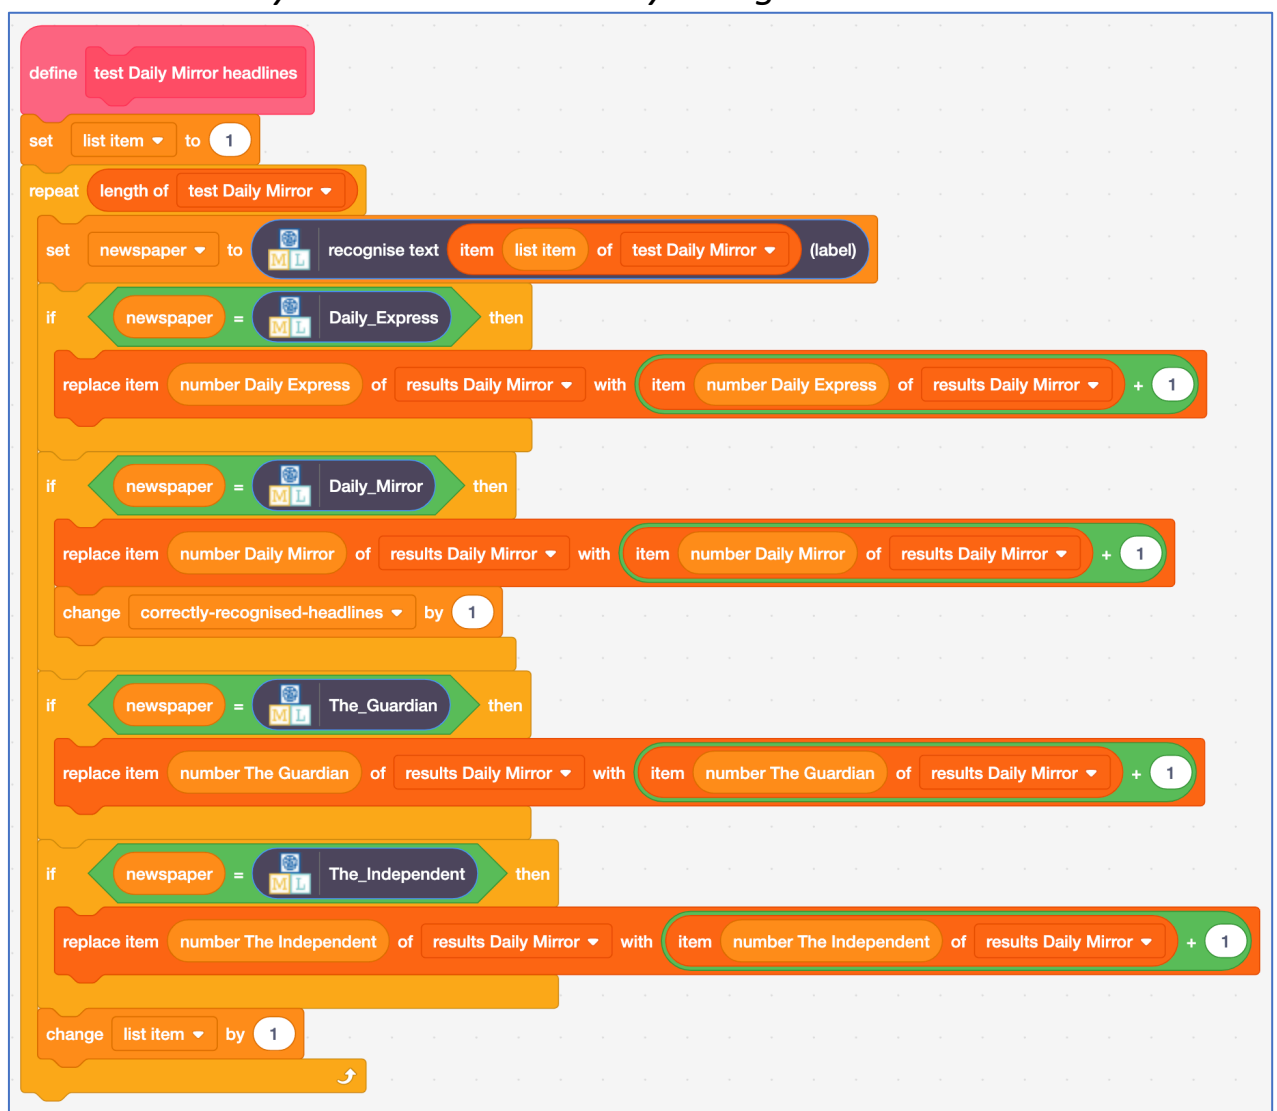 define test Daily Mirror headlines
set list item to 1
repeat length of test Daily Mirror
set newspaper to ML recognise text item list item of test Daily Mirror (label)
if newspaper = ML Daily_Express then
replace item number Daily Express of results Daily Mirror with item number Daily Express of results Daily Mirror + 1
if newspaper = ML Daily_Mirror then
replace item number Daily Mirror of results Daily Mirror with item number Daily Mirror of results Daily Mirror + 1
change correctly-recognised-headlines by 1
if newspaper = ML The_Guardian then
replace item number The Guardian of results Daily Mirror with item number The Guardian of results Daily Mirror + 1
if newspaper = ML The_Independent then
replace item number The Independent of results Daily Mirror with item number The Independent of results Daily Mirror + 1
change list item by 1